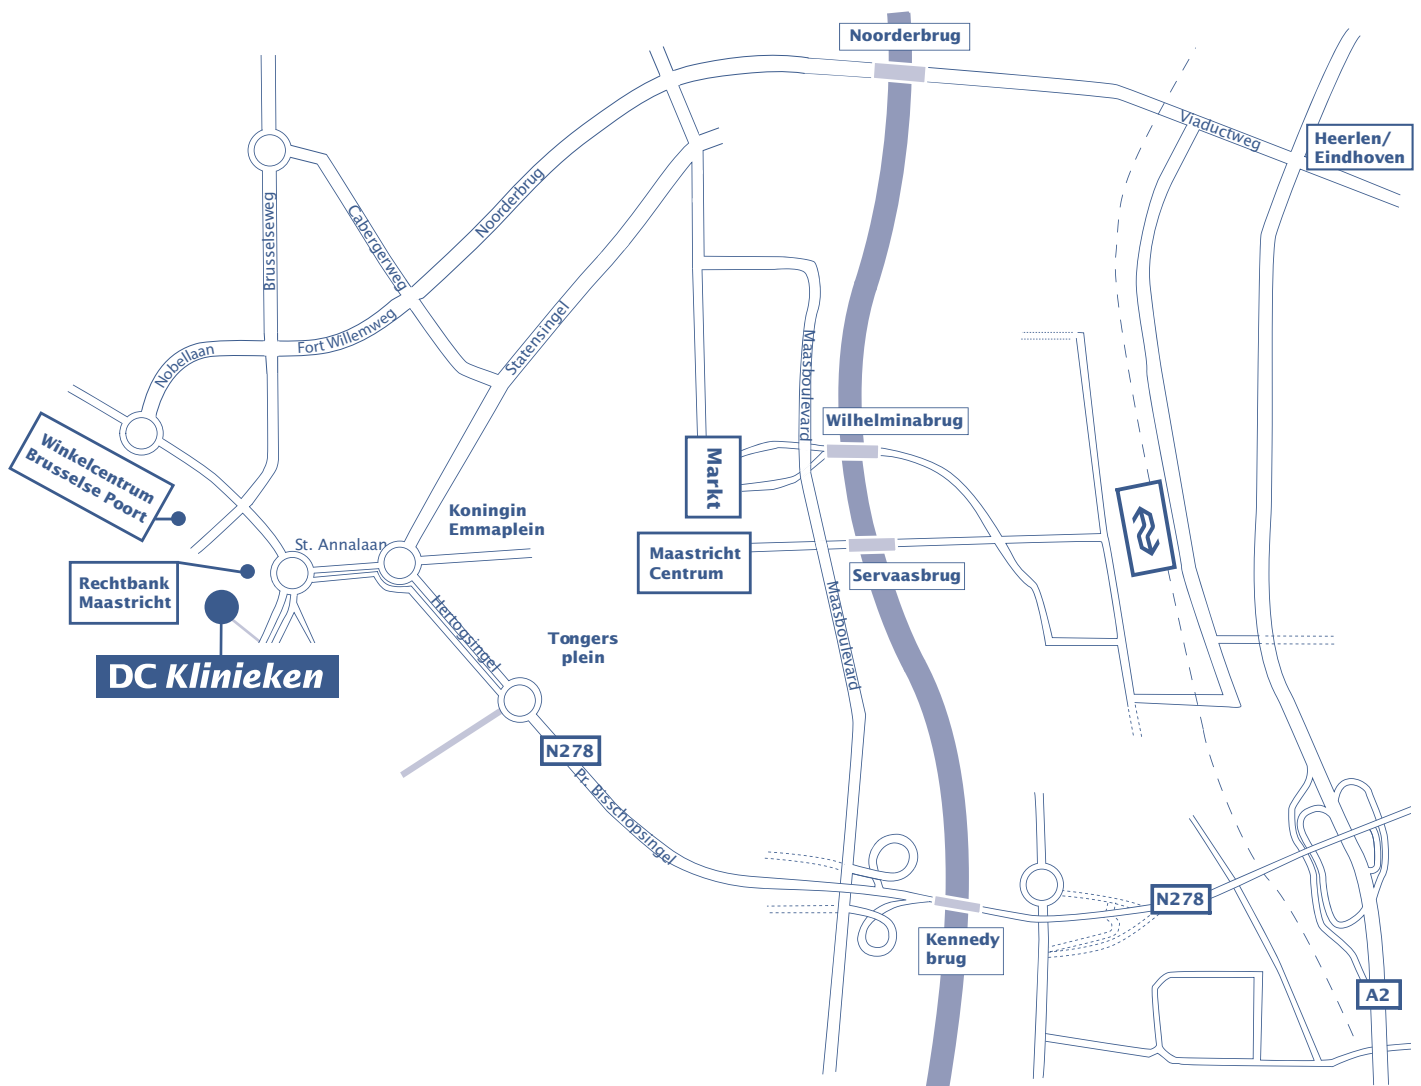 Noorderbrug
Viaductweg
Heerlen/
Eindhoven
Brusselseweg
Cabergerweg
Noorderbrug
Nobellaan
Fort Willemweg
Statensingel
Maasboulevard
Wilhelminabrug
Winkelcentrum
Brusselse Poort
Markt
Koningin
Emmaplein
St. Annalaan
Maastricht
Centrum
Servaasbrug
Rechtbank
Maastricht
Hertogsingel
Maasboulevard
Tongers
plein
DC Klinieken
N278
Pr. Bisschopsingel
N278
Kennedy
brug
A2